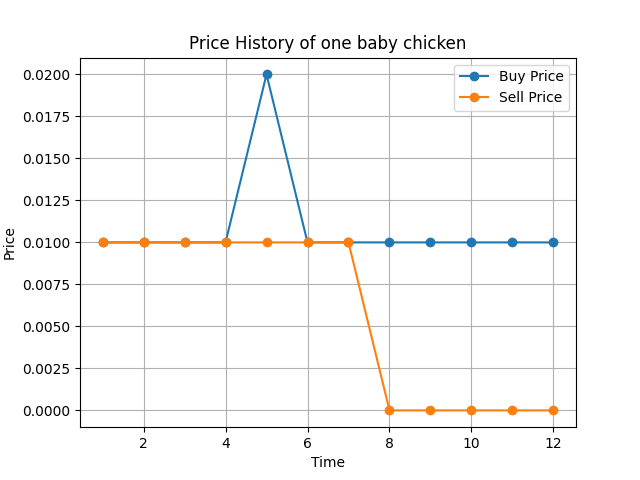 Price History of one baby chicken
Buy Price
Sell Price
0.0200
0.0175
0.0150
0.0125
0.0100
0.0075
0.0050
0.0025
0.0000
Price
2 4 6 8 10 12
Time